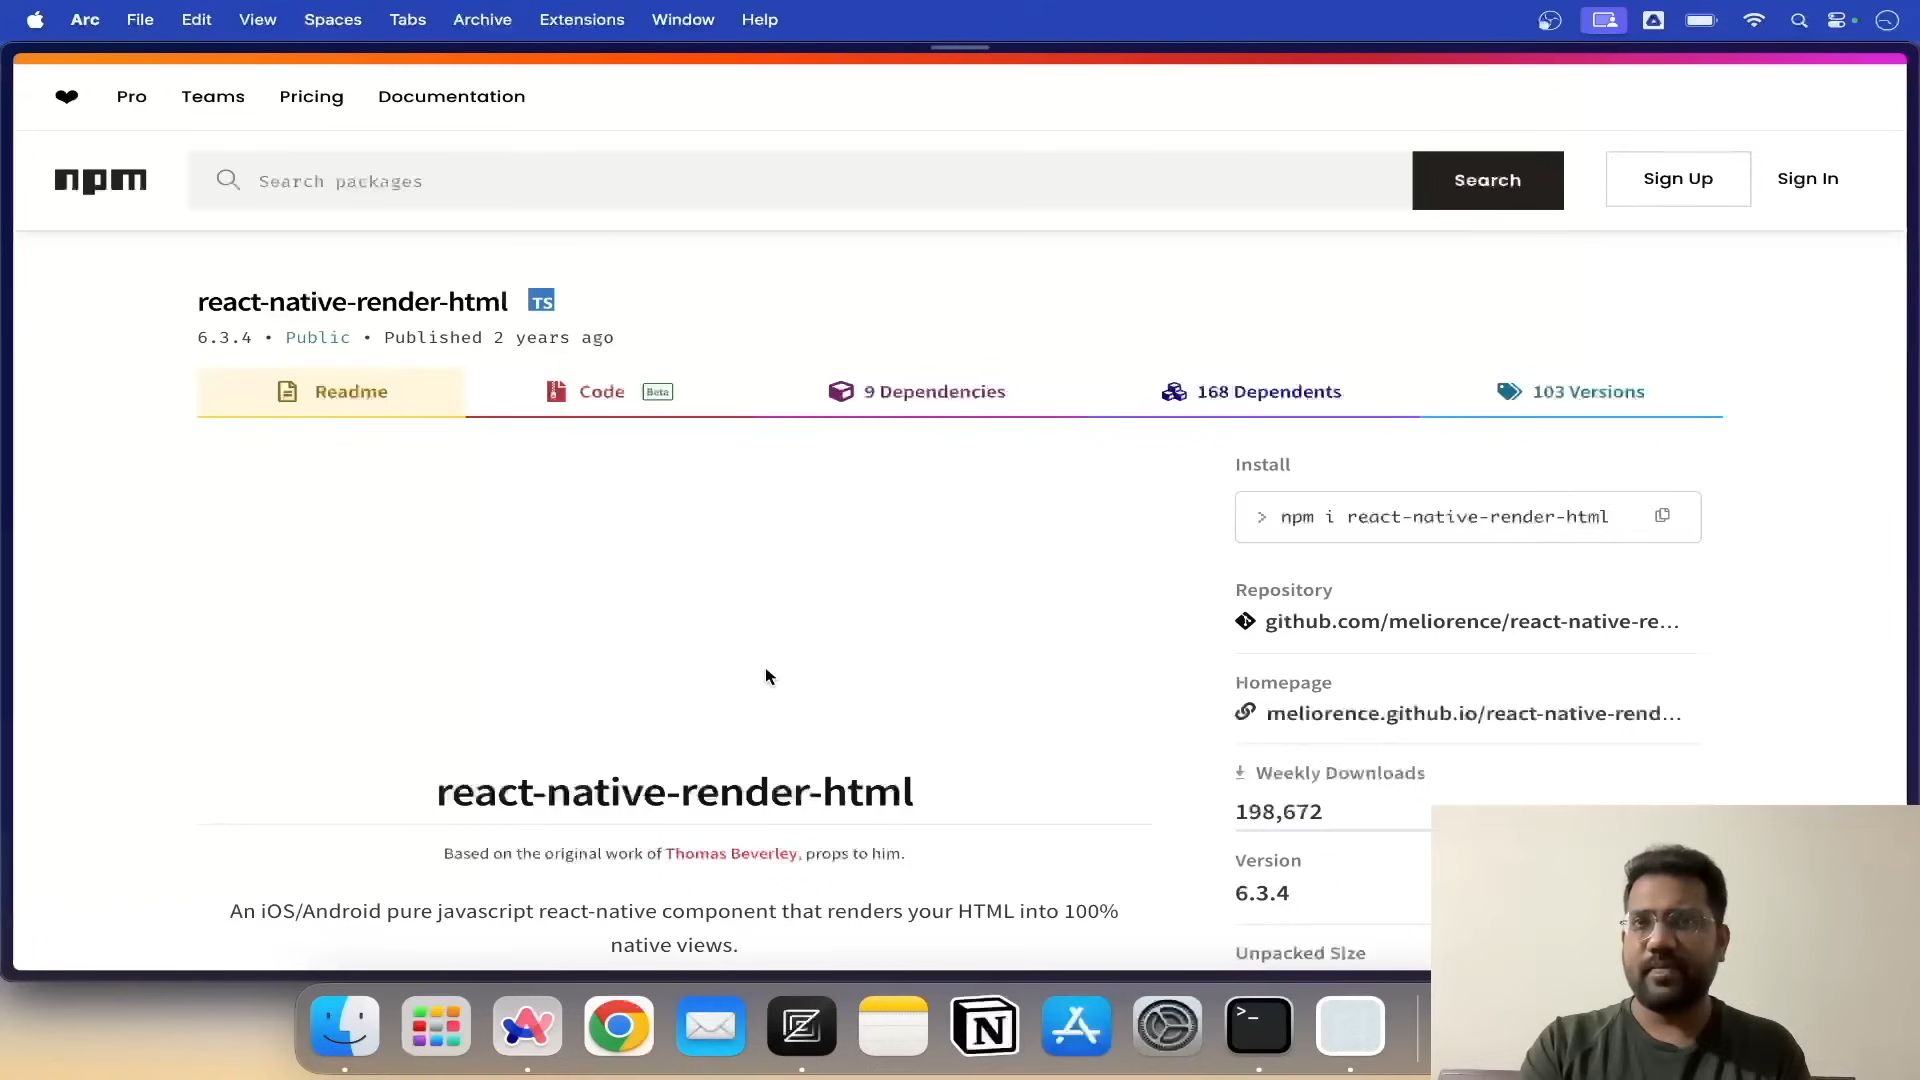 Arc File Edit View Spaces Tabs Archive Extensions Window Help
❤ Pro Teams Pricing Documentation
npm Search packages Search Sign Up Sign In
react-native-render-html TS
6.3.4 • Public • Published 2 years ago
Readme Code Beta 9 Dependencies 168 Dependents 103 Versions
Install
> npm i react-native-render-html
Repository
github.com/meliorence/react-native-re...
Homepage
meliorence.github.io/react-native-rend...
Weekly Downloads
198,672
Version
6.3.4
Unpacked Size
react-native-render-html
Based on the original work of Thomas Beverley, props to him.
An iOS/Android pure javascript react-native component that renders your HTML into 100%
native views.